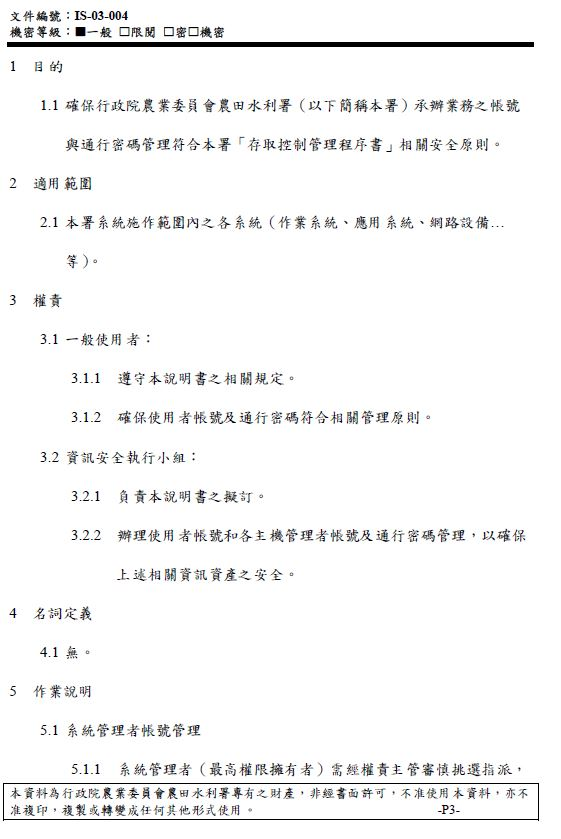 文件編號：IS-03-004
機密等級：■一般 □限閱 □密□機密
1 目的
1.1 確保行政院農業委員會農田水利署（以下簡稱本署）承辦業務之帳號
與通行密碼管理符合本署「存取控制管理程序書」相關安全原則。
2 適用範圍
2.1 本署系統施作範圍內之各系統（作業系統、應用系統、網路設備…
等）。
3 權責
3.1 一般使用者：
3.1.1 遵守本說明書之相關規定。
3.1.2 確保使用者帳號及通行密碼符合相關管理原則。
3.2 資訊安全執行小組：
3.2.1 負責本說明書之擬訂。
3.2.2 辦理使用者帳號和各主機管理者帳號及通行密碼管理，以確保
上述相關資訊資產之安全。
4 名詞定義
4.1 無。
5 作業說明
5.1 系統管理者帳號管理
5.1.1 系統管理者（最高權限擁有者）需經權責主管審慎挑選指派，
本資料為行政院農業委員會農田水利署專有之財產，非經書面許可，不准使用本資料，亦不
准複印，複製或轉變成任何其他形式使用。 -P3-